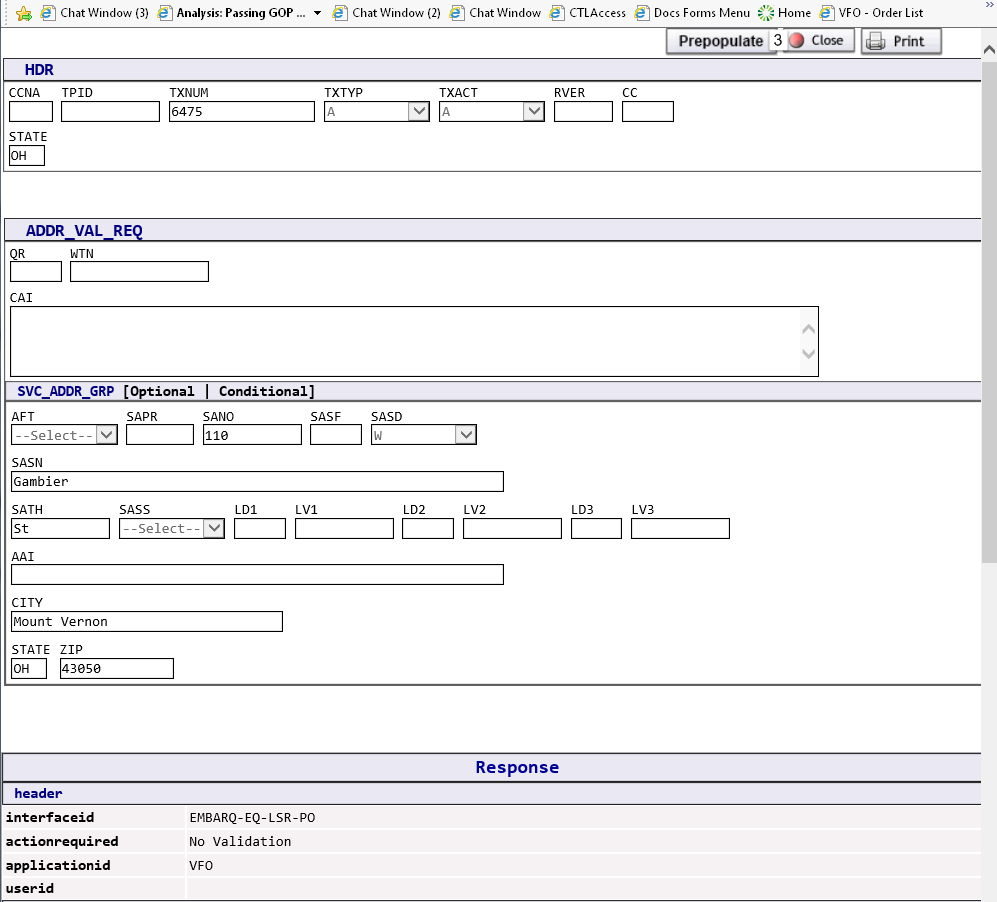 Chat Window (3) Analysis: Passing GOP ... Chat Window (2) Chat Window CTLAccess Docs Forms Menu Home VFO - Order List »
Prepopulate 3 Close Print
HDR
CCNA TPID TXNUM TXTYP TXACT RVER CC
6475 A A
STATE
OH
ADDR_VAL_REQ
QR WTN
CAI
SVC_ADDR_GRP [Optional | Conditional]
AFT SAPR SANO SASF SASD
--Select-- 110 W
SASN
Gambier
SATH SASS LD1 LV1 LD2 LV2 LD3 LV3
St --Select--
AAI
CITY
Mount Vernon
STATE ZIP
OH 43050
Response
header
interfaceid EMBARQ-EQ-LSR-PO
actionrequired No Validation
applicationid VFO
userid